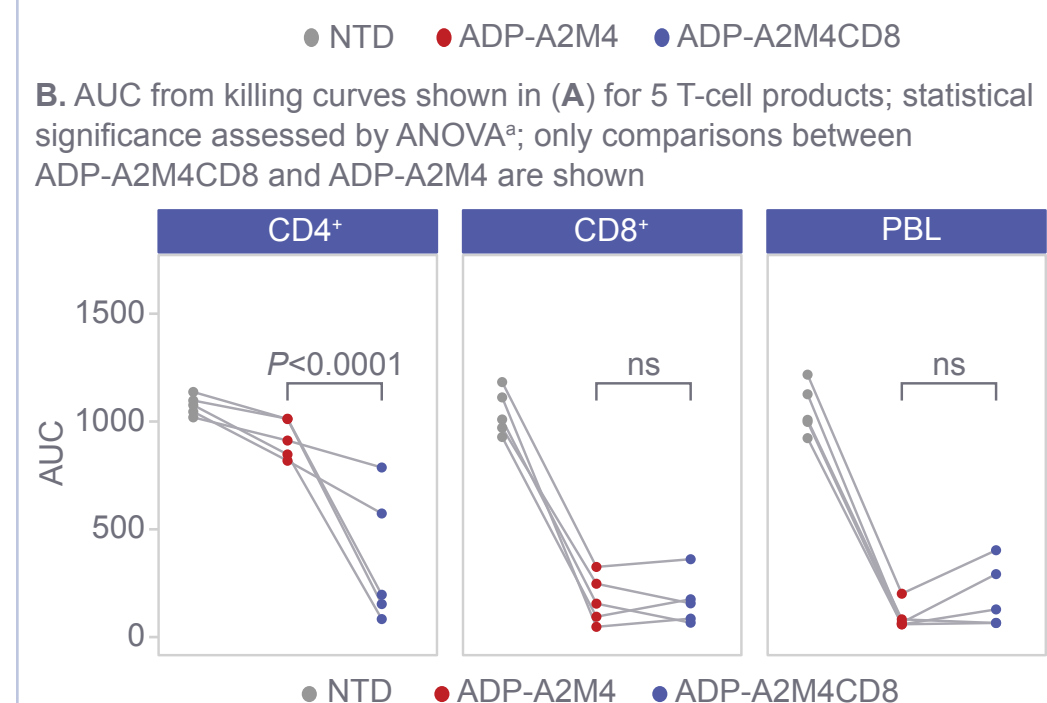 NTD ADP-A2M4 ADP-A2M4CD8
B. AUC from killing curves shown in (A) for 5 T-cell products; statistical
significance assessed by ANOVAᵃ; only comparisons between
ADP-A2M4CD8 and ADP-A2M4 are shown
CD4⁺ CD8⁺ PBL
1500
P<0.0001 ns ns
1000
AUC
500
0
NTD ADP-A2M4 ADP-A2M4CD8